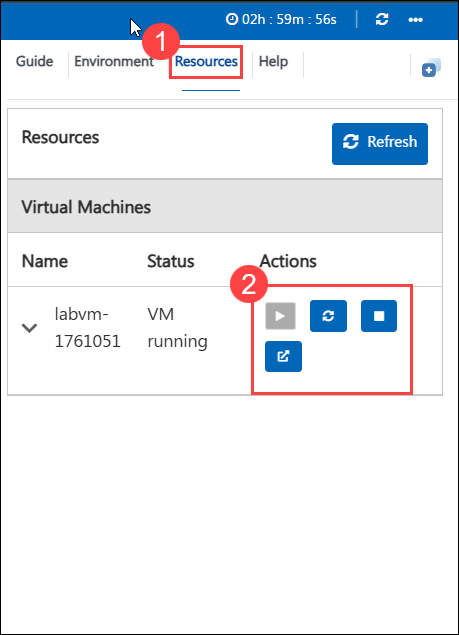 02h : 59m : 56s
1
Guide Environment Resources Help
Resources
Refresh
Virtual Machines
Name Status Actions
2
labvm-
1761051
VM
running